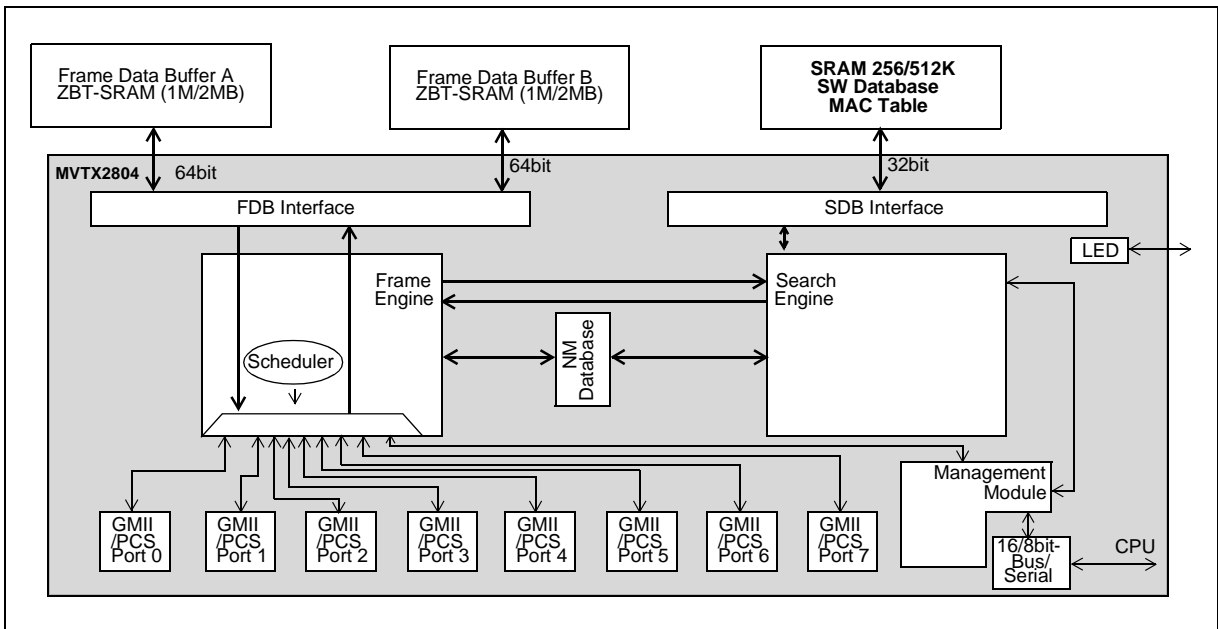 Frame Data Buffer A
ZBT-SRAM (1M/2MB)
Frame Data Buffer B
ZBT-SRAM (1M/2MB)
SRAM 256/512K
SW Database
MAC Table
MVTX2804
64bit
64bit
32bit
FDB Interface
SDB Interface
LED
Frame
Engine
Search
Engine
Scheduler
NM
Database
Management
Module
GMII
/PCS
Port 0
GMII
/PCS
Port 1
GMII
/PCS
Port 2
GMII
/PCS
Port 3
GMII
/PCS
Port 4
GMII
/PCS
Port 5
GMII
/PCS
Port 6
GMII
/PCS
Port 7
16/8bit-
Bus/
Serial
CPU